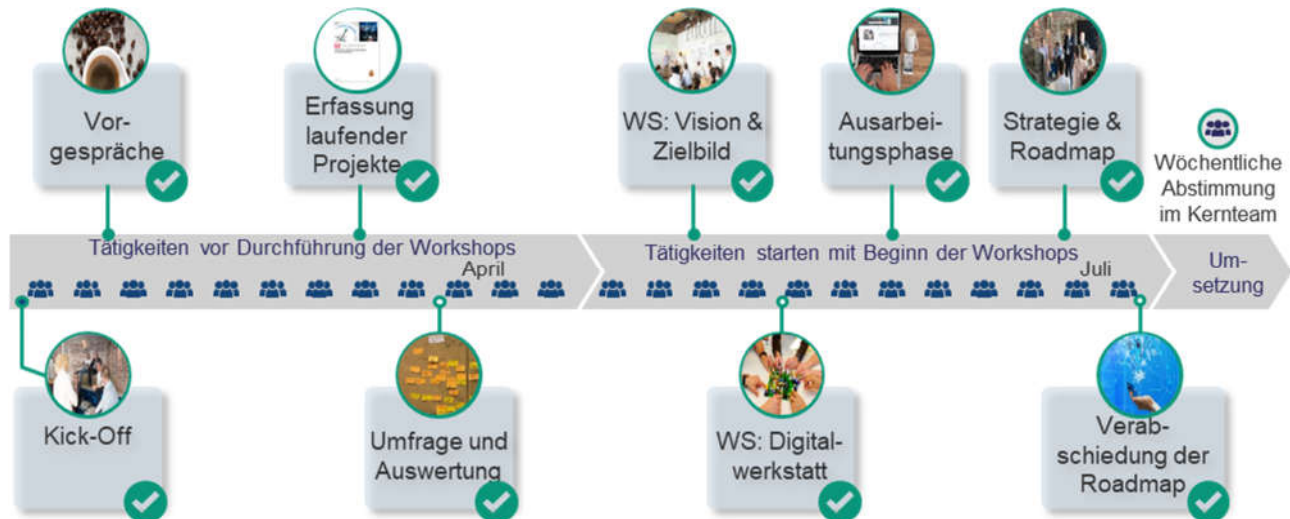 Vor-
gespräche
Erfassung
laufender
Projekte
WS: Vision &
Zielbild
Ausarbei-
tungsphase
Strategie &
Roadmap
Wöchentliche
Abstimmung
im Kernteam
Tätigkeiten vor Durchführung der Workshops
April
Tätigkeiten starten mit Beginn der Workshops
Juli
Um-
setzung
Kick-Off
Umfrage und
Auswertung
WS: Digital-
werkstatt
Verab-
schiedung der
Roadmap